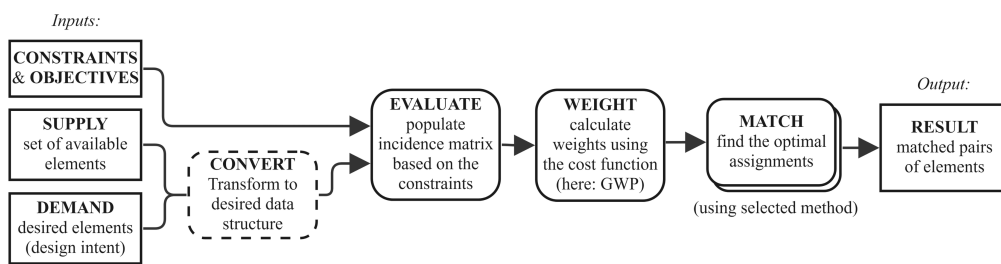 Inputs:
CONSTRAINTS
& OBJECTIVES
SUPPLY
set of available
elements
DEMAND
desired elements
(design intent)
CONVERT
Transform to
desired data
structure
EVALUATE
populate
incidence matrix
based on the
constraints
WEIGHT
calculate
weights using
the cost function
(here: GWP)
MATCH
find the optimal
assignments
(using selected method)
Output:
RESULT
matched pairs
of elements